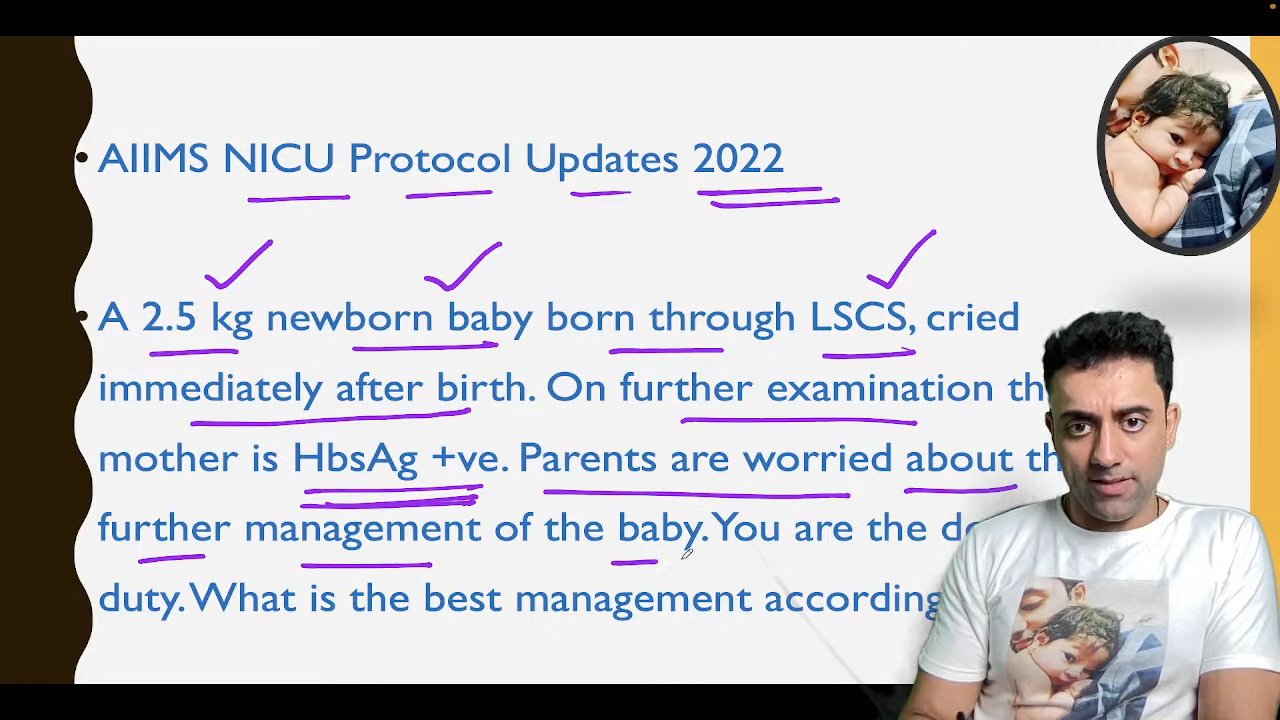 AIIMS NICU Protocol Updates 2022
A 2.5 kg newborn baby born through LSCS, cried
immediately after birth. On further examination th
mother is HbsAg +ve. Parents are worried about th
further management of the baby. You are the d
duty. What is the best management according